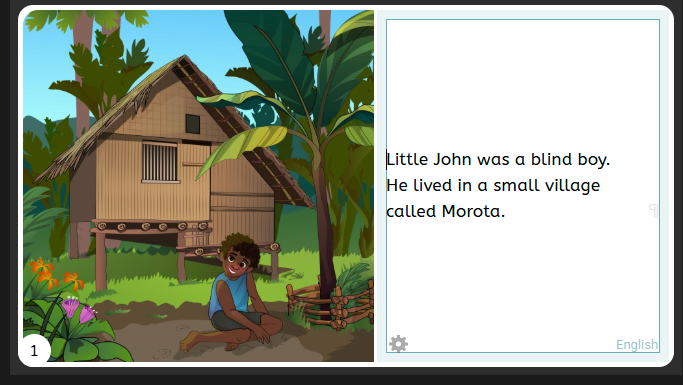 Little John was a blind boy.
He lived in a small village
called Morota.
English
1